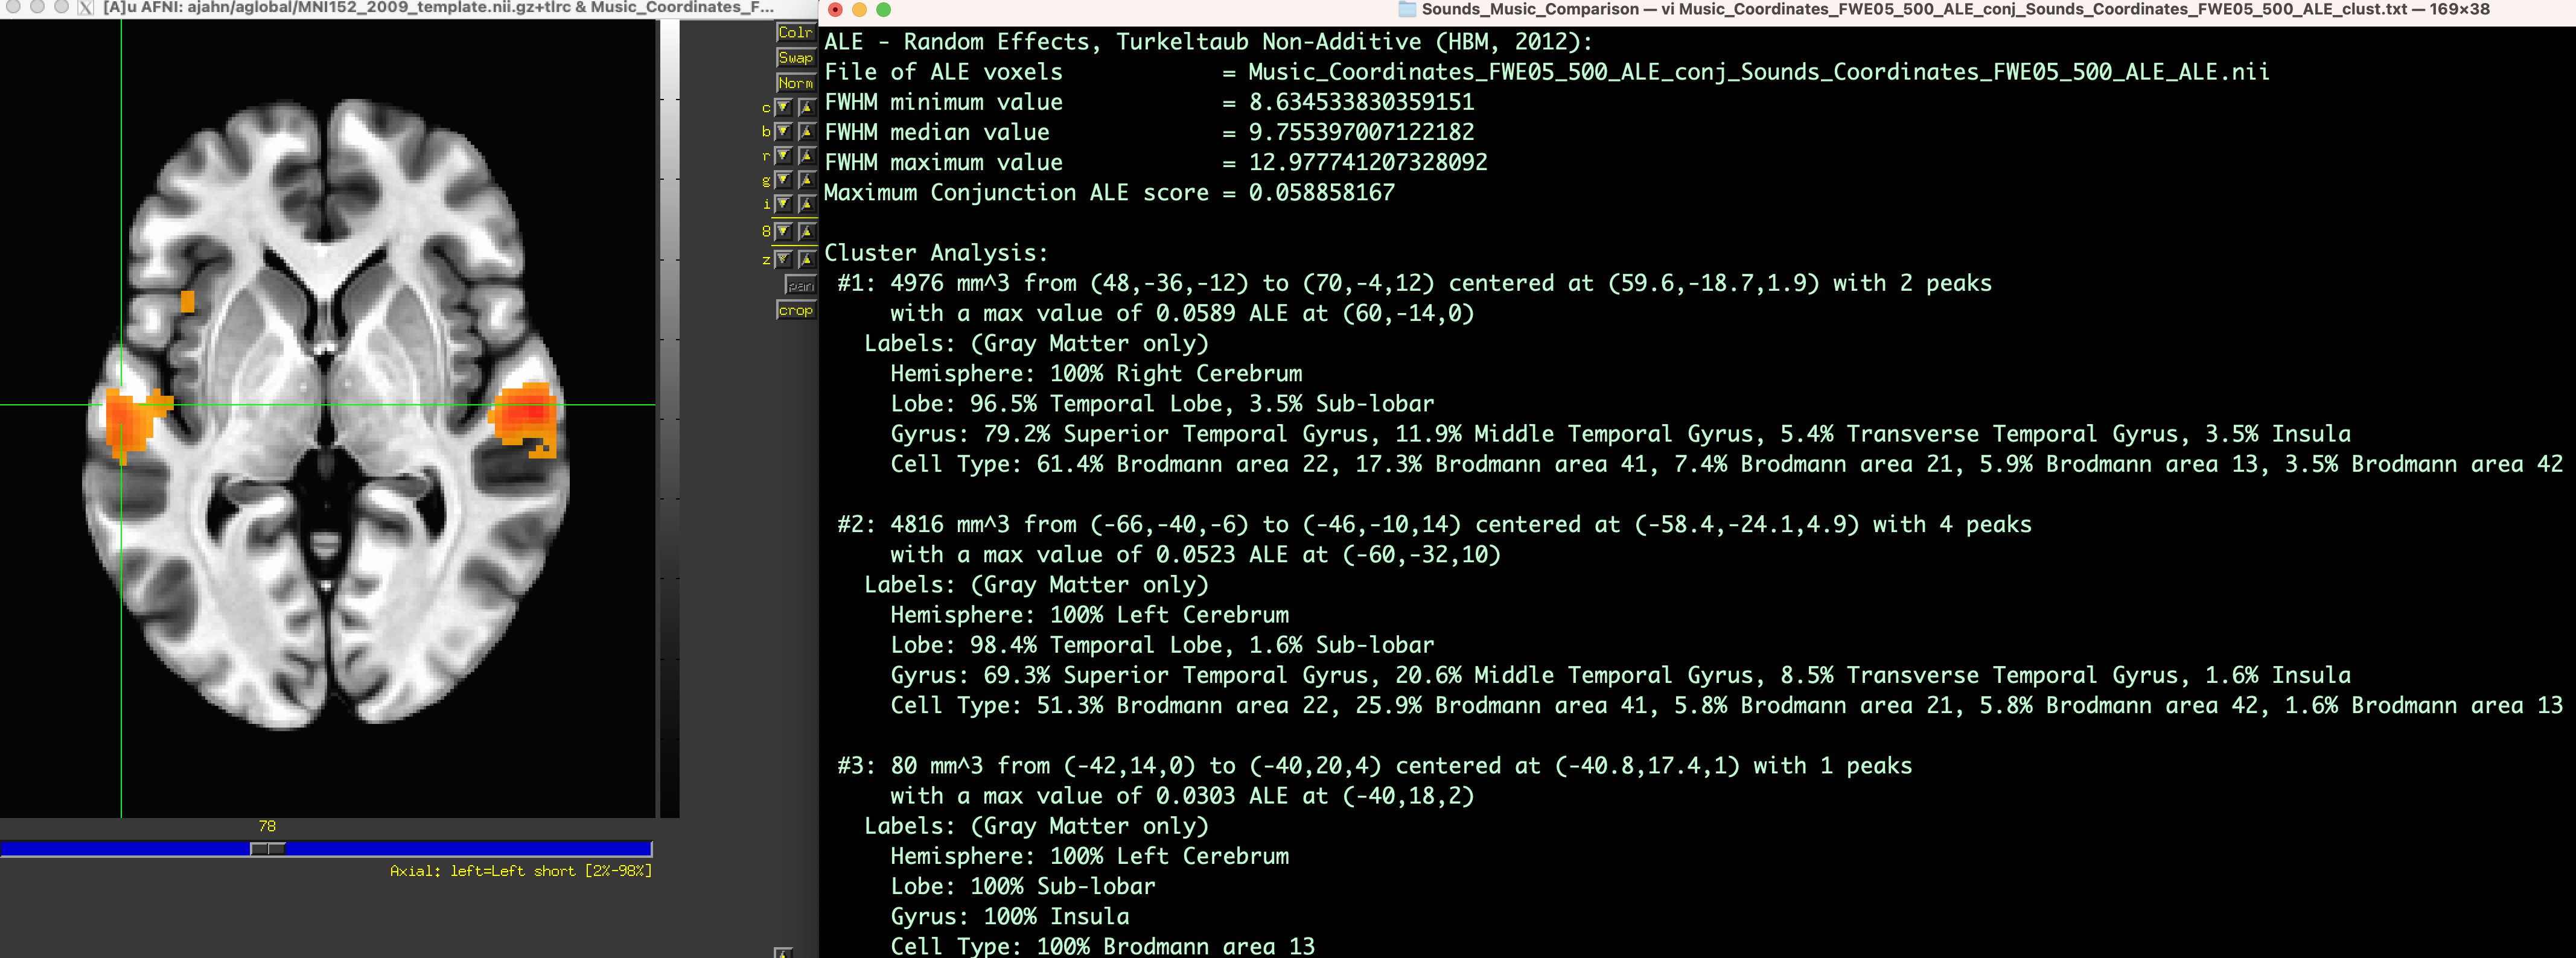 [A]u AFNI: ajahn/aglobal/MNI152_2009_template.nii.gz+tlrc & Music_Coordinates_F...
Colr
Swap
Norm
c
b
r
g
i
8
z
pan
crop
78
Axial: left=Left short [2%-98%]
Sounds_Music_Comparison — vi Music_Coordinates_FWE05_500_ALE_conj_Sounds_Coordinates_FWE05_500_ALE_clust.txt — 169×38
ALE - Random Effects, Turkeltaub Non-Additive (HBM, 2012):
File of ALE voxels = Music_Coordinates_FWE05_500_ALE_conj_Sounds_Coordinates_FWE05_500_ALE_ALE.nii
FWHM minimum value = 8.634533830359151
FWHM median value = 9.755397007122182
FWHM maximum value = 12.977741207328092
Maximum Conjunction ALE score = 0.058858167
Cluster Analysis:
#1: 4976 mm^3 from (48,-36,-12) to (70,-4,12) centered at (59.6,-18.7,1.9) with 2 peaks
with a max value of 0.0589 ALE at (60,-14,0)
Labels: (Gray Matter only)
Hemisphere: 100% Right Cerebrum
Lobe: 96.5% Temporal Lobe, 3.5% Sub-lobar
Gyrus: 79.2% Superior Temporal Gyrus, 11.9% Middle Temporal Gyrus, 5.4% Transverse Temporal Gyrus, 3.5% Insula
Cell Type: 61.4% Brodmann area 22, 17.3% Brodmann area 41, 7.4% Brodmann area 21, 5.9% Brodmann area 13, 3.5% Brodmann area 42
#2: 4816 mm^3 from (-66,-40,-6) to (-46,-10,14) centered at (-58.4,-24.1,4.9) with 4 peaks
with a max value of 0.0523 ALE at (-60,-32,10)
Labels: (Gray Matter only)
Hemisphere: 100% Left Cerebrum
Lobe: 98.4% Temporal Lobe, 1.6% Sub-lobar
Gyrus: 69.3% Superior Temporal Gyrus, 20.6% Middle Temporal Gyrus, 8.5% Transverse Temporal Gyrus, 1.6% Insula
Cell Type: 51.3% Brodmann area 22, 25.9% Brodmann area 41, 5.8% Brodmann area 21, 5.8% Brodmann area 42, 1.6% Brodmann area 13
#3: 80 mm^3 from (-42,14,0) to (-40,20,4) centered at (-40.8,17.4,1) with 1 peaks
with a max value of 0.0303 ALE at (-40,18,2)
Labels: (Gray Matter only)
Hemisphere: 100% Left Cerebrum
Lobe: 100% Sub-lobar
Gyrus: 100% Insula
Cell Type: 100% Brodmann area 13